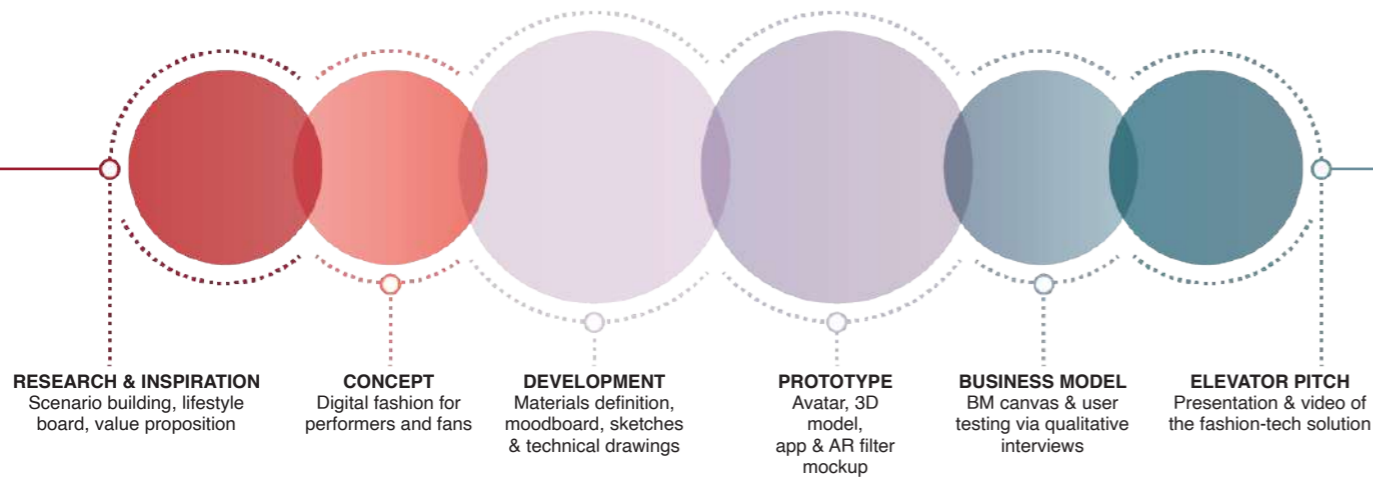 RESEARCH & INSPIRATION
Scenario building, lifestyle
board, value proposition
CONCEPT
Digital fashion for
performers and fans
DEVELOPMENT
Materials definition,
moodboard, sketches
& technical drawings
PROTOTYPE
Avatar, 3D
model,
app & AR filter
mockup
BUSINESS MODEL
BM canvas & user
testing via qualitative
interviews
ELEVATOR PITCH
Presentation & video of
the fashion-tech solution